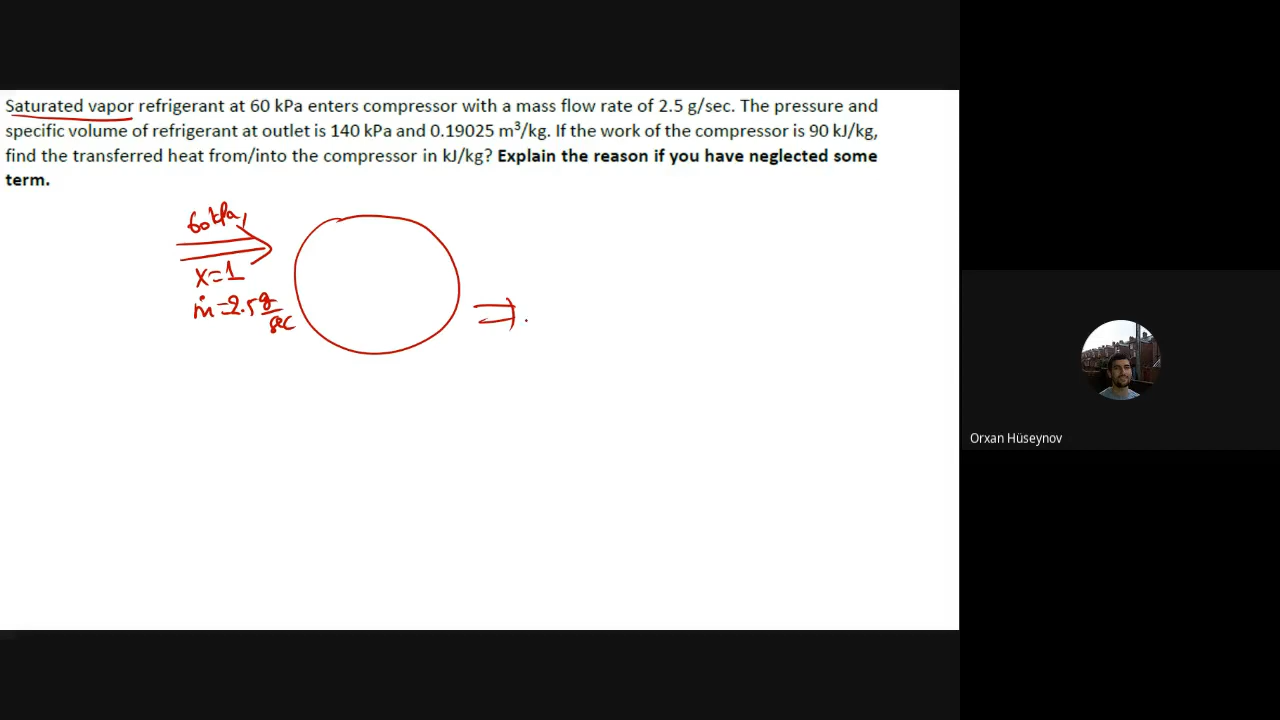 Saturated vapor refrigerant at 60 kPa enters compressor with a mass flow rate of 2.5 g/sec. The pressure and
specific volume of refrigerant at outlet is 140 kPa and 0.19025 m³/kg. If the work of the compressor is 90 kJ/kg,
find the transferred heat from/into the compressor in kJ/kg? Explain the reason if you have neglected some
term.
60 kPa,
x=1
ṁ=2.5 g/sec
Orxan Hüseynov